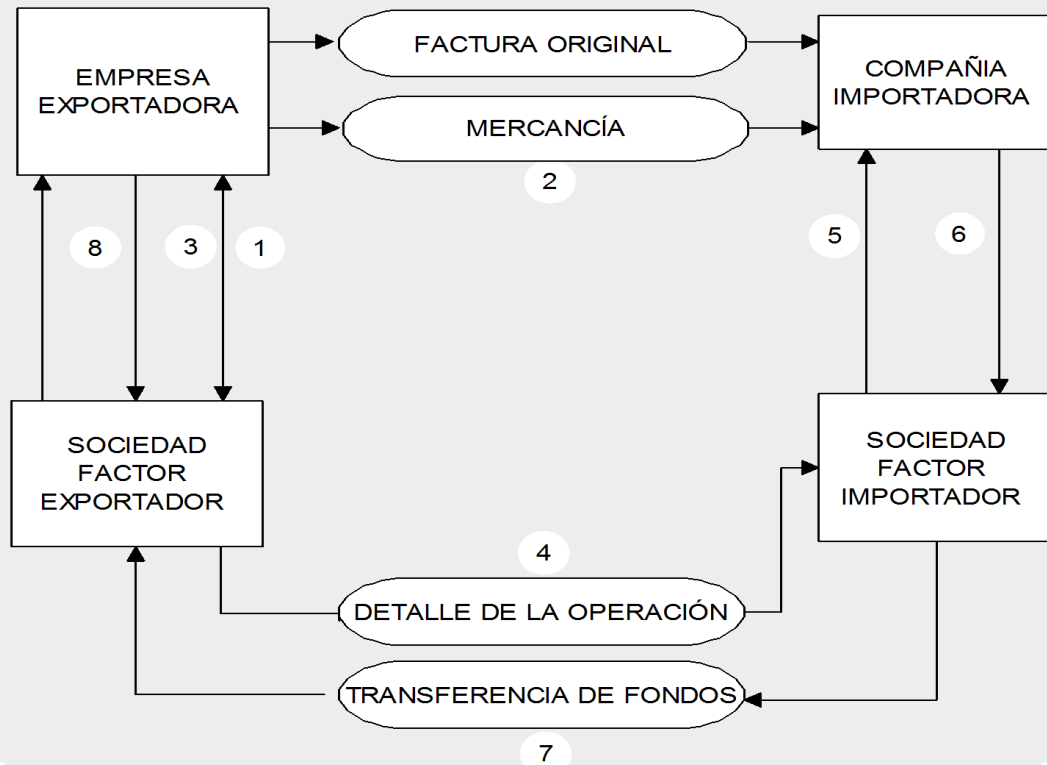 EMPRESA
EXPORTADORA
FACTURA ORIGINAL
COMPAÑIA
IMPORTADORA
MERCANCÍA
2
8
3
1
5
6
SOCIEDAD
FACTOR
EXPORTADOR
SOCIEDAD
FACTOR
IMPORTADOR
4
DETALLE DE LA OPERACIÓN
TRANSFERENCIA DE FONDOS
7